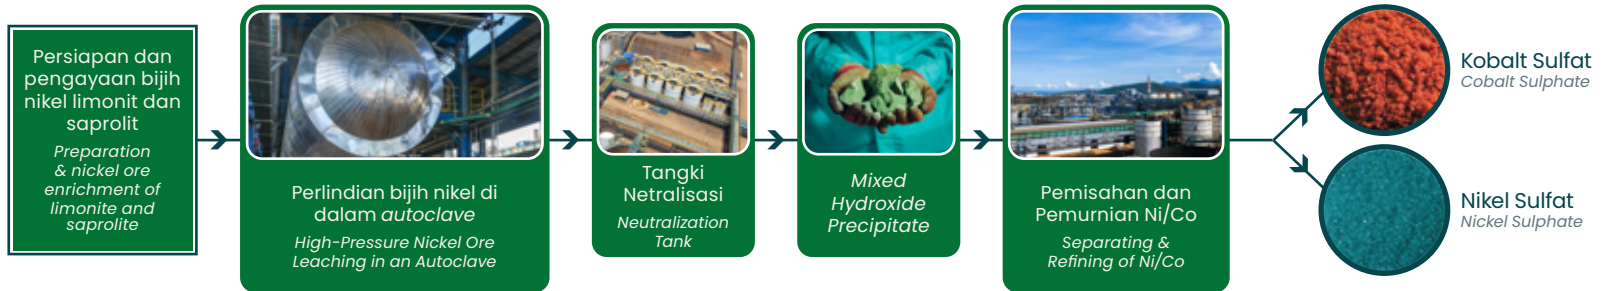 Persiapan dan
pengayaan bijih
nikel limonit dan
saprolit
Preparation
& nickel ore
enrichment of
limonite and
saprolite
Perlindian bijih nikel di
dalam autoclave
High-Pressure Nickel Ore
Leaching in an Autoclave
Tangki
Netralisasi
Neutralization
Tank
Mixed
Hydroxide
Precipitate
Pemisahan dan
Pemurnian Ni/Co
Separating &
Refining of Ni/Co
Kobalt Sulfat
Cobalt Sulphate
Nikel Sulfat
Nickel Sulphate